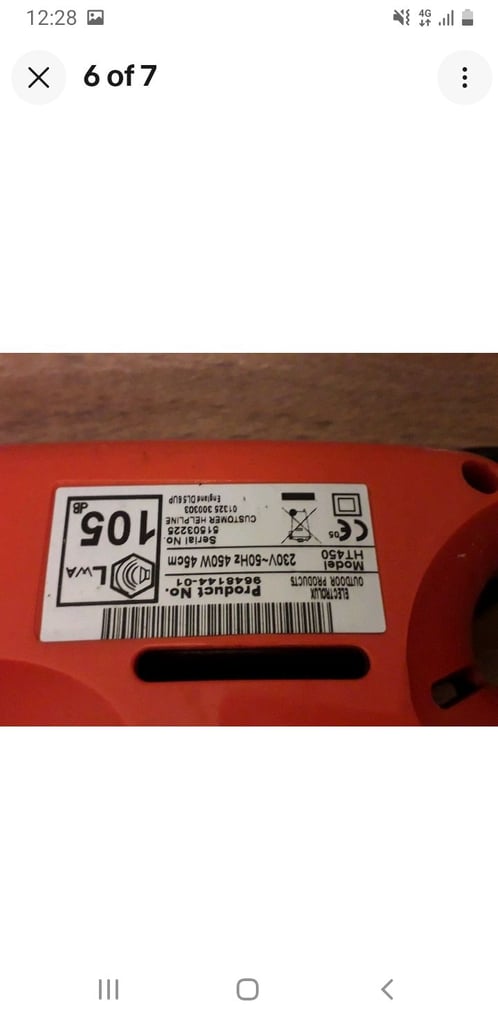 12:28
4G
6 of 7
ELECTROLUX
OUTDOOR PRODUCTS
Product No.
9648144-01
Model
HT450
230V~50Hz 450W 45cm
CE 05
Serial No.
51503225
CUSTOMER HELPLINE
01325 300303
England DL5 6UP
LWA
105
dB